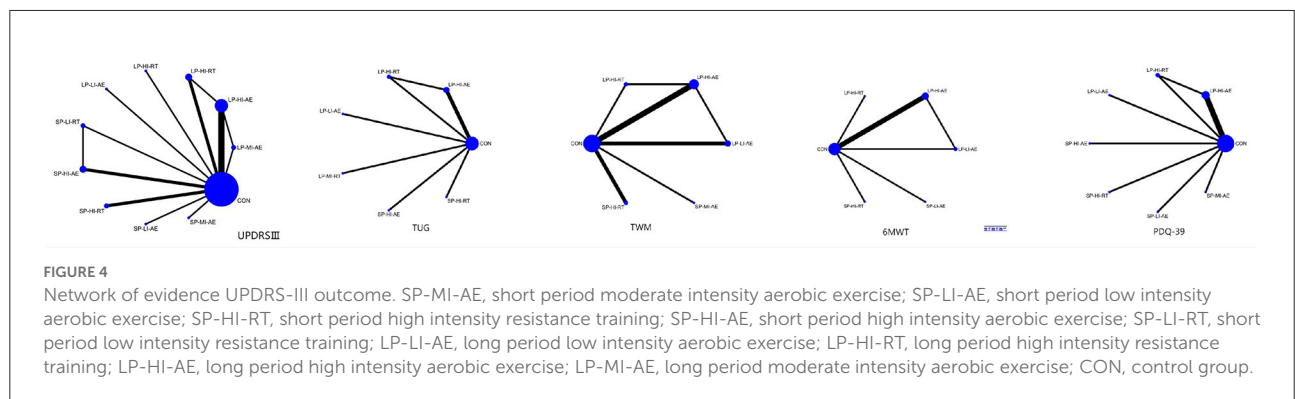 LP-HI-RT
LP-HI-RT
LP-LI-AE
LP-HI-AE
SP-LI-RT
LP-MI-AE
SP-HI-AE
CON
SP-HI-RT
SP-MI-AE
SP-LI-AE
UPDRSⅢ
LP-HI-RT
LP-HI-AE
LP-LI-AE
CON
LP-MI-RT
SP-HI-RT
SP-HI-AE
TUG
LP-HI-RT
LP-HI-AE
CON
LP-LI-AE
SP-HI-RT
SP-MI-AE
TWM
LP-HI-RT
LP-HI-AE
CON
LP-LI-AE
SP-HI-RT
SP-LI-AE
6MWT
LP-HI-RT
LP-LI-AE
LP-HI-AE
SP-HI-AE
CON
SP-HI-RT
SP-MI-AE
SP-LI-AE
PDQ-39
FIGURE 4
Network of evidence UPDRS-III outcome. SP-MI-AE, short period moderate intensity aerobic exercise; SP-LI-AE, short period low intensity
aerobic exercise; SP-HI-RT, short period high intensity resistance training; SP-HI-AE, short period high intensity aerobic exercise; SP-LI-RT, short
period low intensity resistance training; LP-LI-AE, long period low intensity aerobic exercise; LP-HI-RT, long period high intensity resistance
training; LP-HI-AE, long period high intensity aerobic exercise; LP-MI-AE, long period moderate intensity aerobic exercise; CON, control group.